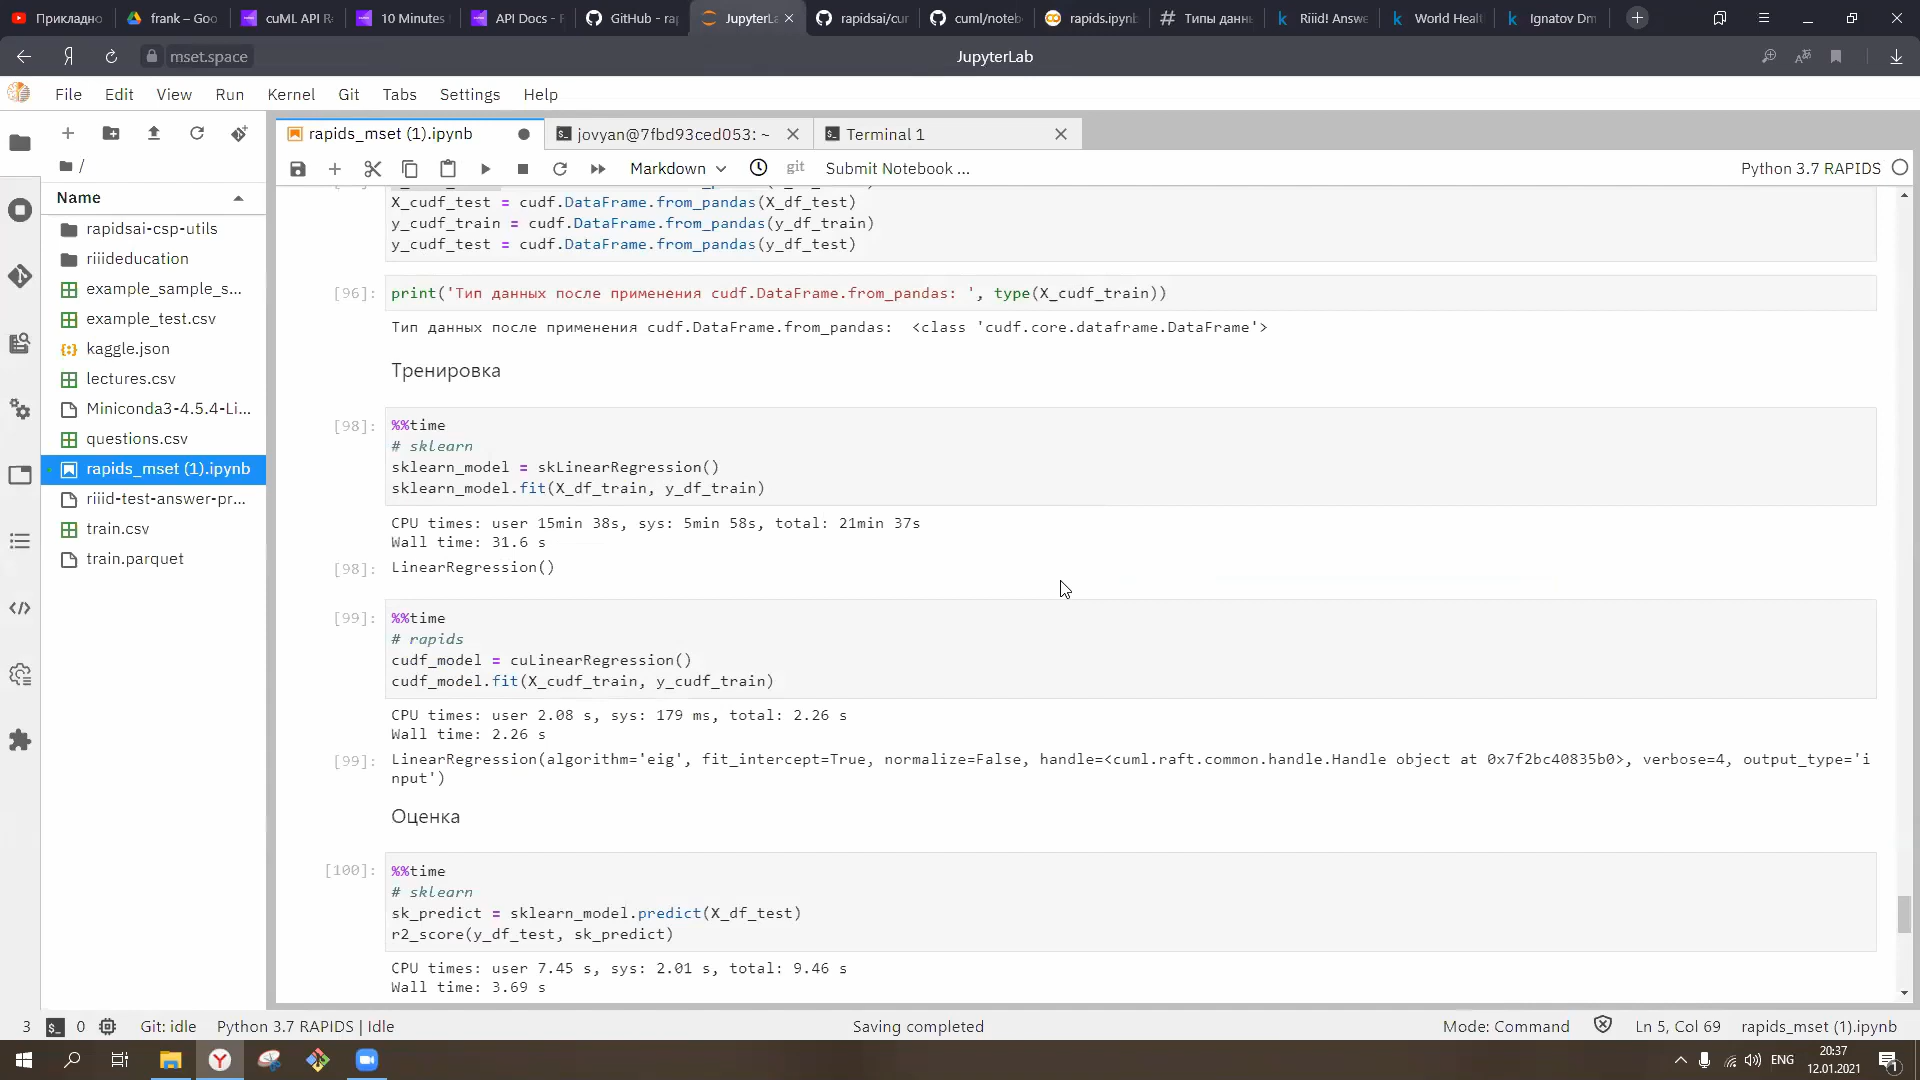 Прикладно
frank – Goo
cuML API R
10 Minutes
API Docs - F
GitHub - rap
JupyterLa
rapidsai/cur
cuml/noteb
rapids.ipynb
Типы данн
Riiid! Answe
World Healt
Ignatov Dm
mset.space
JupyterLab
File Edit View Run Kernel Git Tabs Settings Help
rapids_mset (1).ipynb
jovyan@7fbd93ced053: ~
Terminal 1
Markdown
git
Submit Notebook ...
Python 3.7 RAPIDS
/
Name
rapidsai-csp-utils
riiideducation
example_sample_s...
example_test.csv
kaggle.json
lectures.csv
Miniconda3-4.5.4-Li...
questions.csv
rapids_mset (1).ipynb
riiid-test-answer-pr...
train.csv
train.parquet
X_cudf_test = cudf.DataFrame.from_pandas(X_df_test)
y_cudf_train = cudf.DataFrame.from_pandas(y_df_train)
y_cudf_test = cudf.DataFrame.from_pandas(y_df_test)
[96]: print('Тип данных после применения cudf.DataFrame.from_pandas: ', type(X_cudf_train))
Тип данных после применения cudf.DataFrame.from_pandas:  <class 'cudf.core.dataframe.DataFrame'>
Тренировка
[98]: %%time
# sklearn
sklearn_model = skLinearRegression()
sklearn_model.fit(X_df_train, y_df_train)
CPU times: user 15min 38s, sys: 5min 58s, total: 21min 37s
Wall time: 31.6 s
[98]: LinearRegression()
[99]: %%time
# rapids
cudf_model = cuLinearRegression()
cudf_model.fit(X_cudf_train, y_cudf_train)
CPU times: user 2.08 s, sys: 179 ms, total: 2.26 s
Wall time: 2.26 s
[99]: LinearRegression(algorithm='eig', fit_intercept=True, normalize=False, handle=<cuml.raft.common.handle.Handle object at 0x7f2bc40835b0>, verbose=4, output_type='i
nput')
Оценка
[100]: %%time
# sklearn
sk_predict = sklearn_model.predict(X_df_test)
r2_score(y_df_test, sk_predict)
CPU times: user 7.45 s, sys: 2.01 s, total: 9.46 s
Wall time: 3.69 s
3
0
Git: idle
Python 3.7 RAPIDS | Idle
Saving completed
Mode: Command
Ln 5, Col 69
rapids_mset (1).ipynb
ENG
20:37
12.01.2021
1